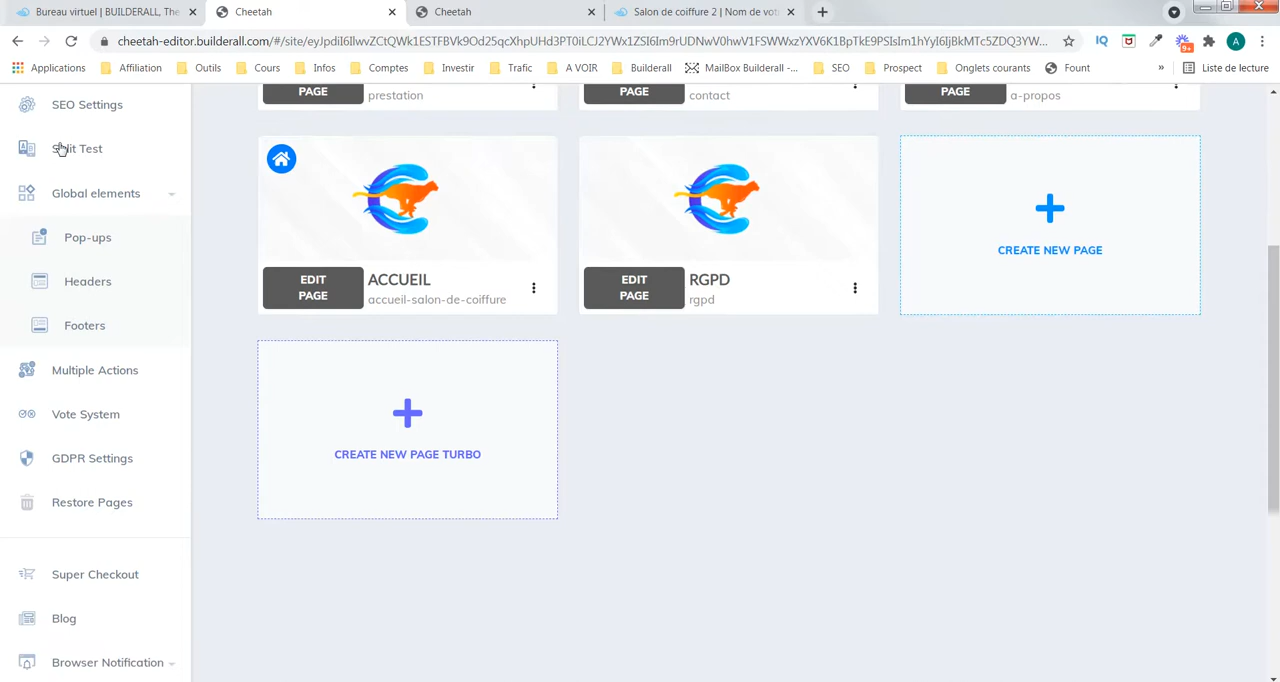 Bureau virtuel | BUILDERALL, The
Cheetah
Cheetah
Salon de coiffure 2 | Nom de vot
cheetah-editor.builderall.com/#/site/eyJpdiI6IlwvZCtQWk1ESTFBVk9Od25qcXhpUHd3PT0iLCJ2YWx1ZSI6Im9rUDNwV0hwV1FSWWxzYXV6K1BpTkE9PSIsIm1hYyI6IjBkMTc5ZDQ3YW...
9+
A
Applications
Affiliation
Outils
Cours
Infos
Comptes
Investir
Trafic
A VOIR
Builderall
MailBox Builderall -...
SEO
Prospect
Onglets courants
Fount
»
Liste de lecture
SEO Settings
Split Test
Global elements
Pop-ups
Headers
Footers
Multiple Actions
Vote System
GDPR Settings
Restore Pages
Super Checkout
Blog
Browser Notification
PAGE
prestation
PAGE
contact
PAGE
a-propos
EDIT
PAGE
ACCUEIL
accueil-salon-de-coiffure
EDIT
PAGE
RGPD
rgpd
CREATE NEW PAGE
CREATE NEW PAGE TURBO